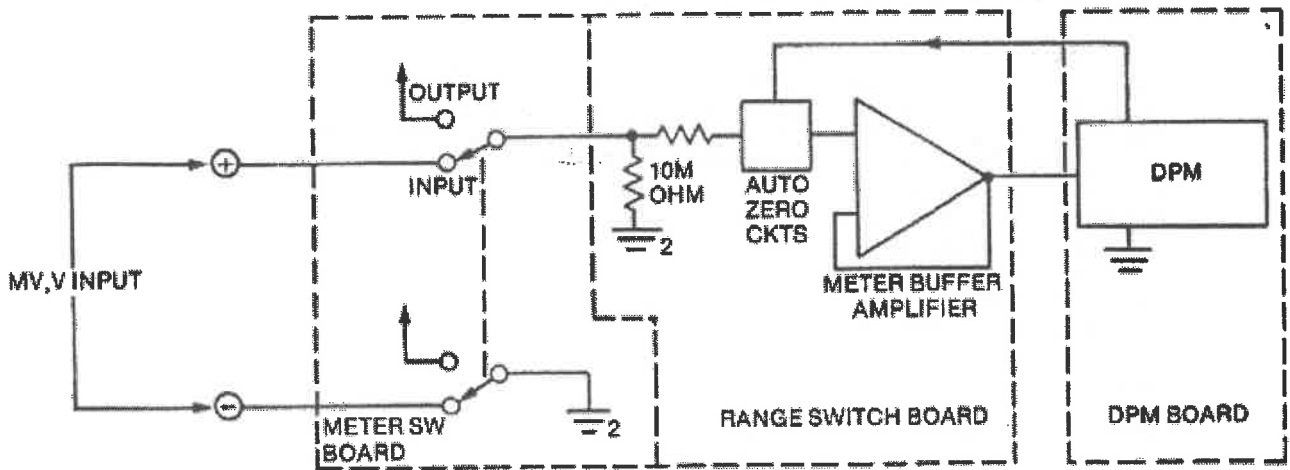 OUTPUT
+
INPUT
10M
OHM
2
AUTO
ZERO
CKTS
DPM
MV,V INPUT
METER BUFFER
AMPLIFIER
−
2
METER SW
BOARD
RANGE SWITCH BOARD
DPM BOARD